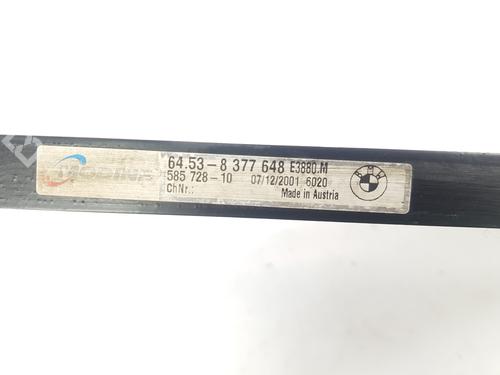 MODINE
64.53-8 377 648 E3880.M
585 728-10 07/12/2001 6020
ChNr.: Made in Austria
BMW